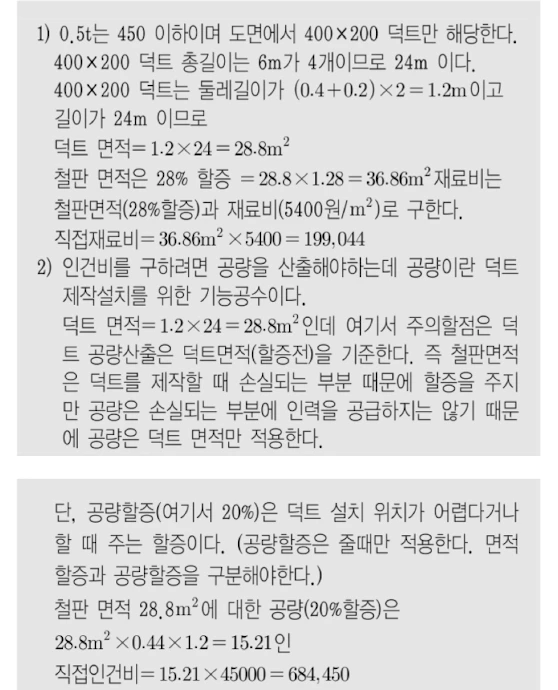 1) 0.5t는 450 이하이며 도면에서 400×200 덕트만 해당한다.
400×200 덕트 총길이는 6m가 4개이므로 24m 이다.
400×200 덕트는 둘레길이가 (0.4+0.2)×2=1.2m이고
길이가 24m 이므로
덕트 면적=1.2×24=28.8m²
철판 면적은 28% 할증 =28.8×1.28=36.86m²재료비는
철판면적(28%할증)과 재료비(5400원/m²)로 구한다.
직접재료비=36.86m²×5400=199,044
2) 인건비를 구하려면 공량을 산출해야하는데 공량이란 덕트
제작설치를 위한 기능공수이다.
덕트 면적=1.2×24=28.8m²인데 여기서 주의할점은 덕
트 공량산출은 덕트면적(할증전)을 기준한다. 즉 철판면적
은 덕트를 제작할 때 손실되는 부분 때문에 할증을 주지
만 공량은 손실되는 부분에 인력을 공급하지는 않기 때문
에 공량은 덕트 면적만 적용한다.
단, 공량할증(여기서 20%)은 덕트 설치 위치가 어렵다거나
할 때 주는 할증이다. (공량할증은 줄때만 적용한다. 면적
할증과 공량할증을 구분해야한다.)
철판 면적 28.8m²에 대한 공량(20%할증)은
28.8m²×0.44×1.2=15.21인
직접인건비=15.21×45000=684,450